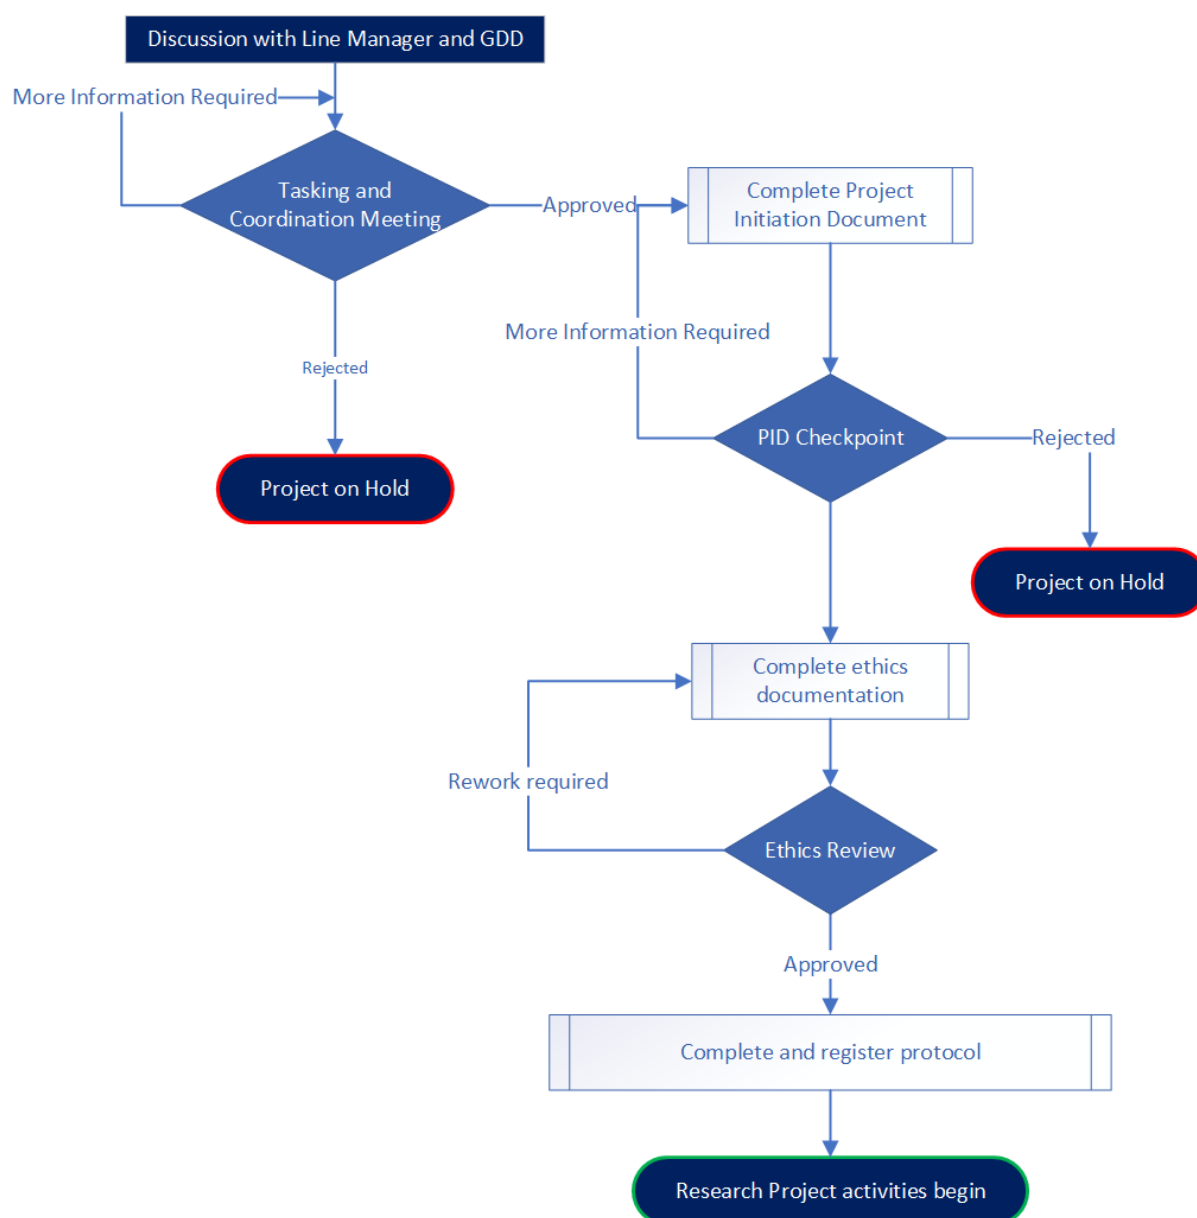 Discussion with Line Manager and GDD
More Information Required
Tasking and
Coordination Meeting
Approved
Complete Project
Initiation Document
More Information Required
Rejected
PID Checkpoint
Rejected
Project on Hold
Project on Hold
Complete ethics
documentation
Rework required
Ethics Review
Approved
Complete and register protocol
Research Project activities begin